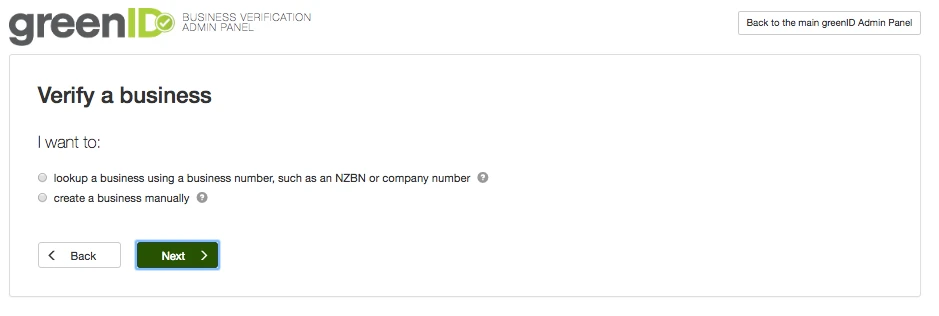 greenID
BUSINESS VERIFICATION
ADMIN PANEL
Back to the main greenID Admin Panel
Verify a business
I want to:
lookup a business using a business number, such as an NZBN or company number ?
create a business manually ?
Back
Next